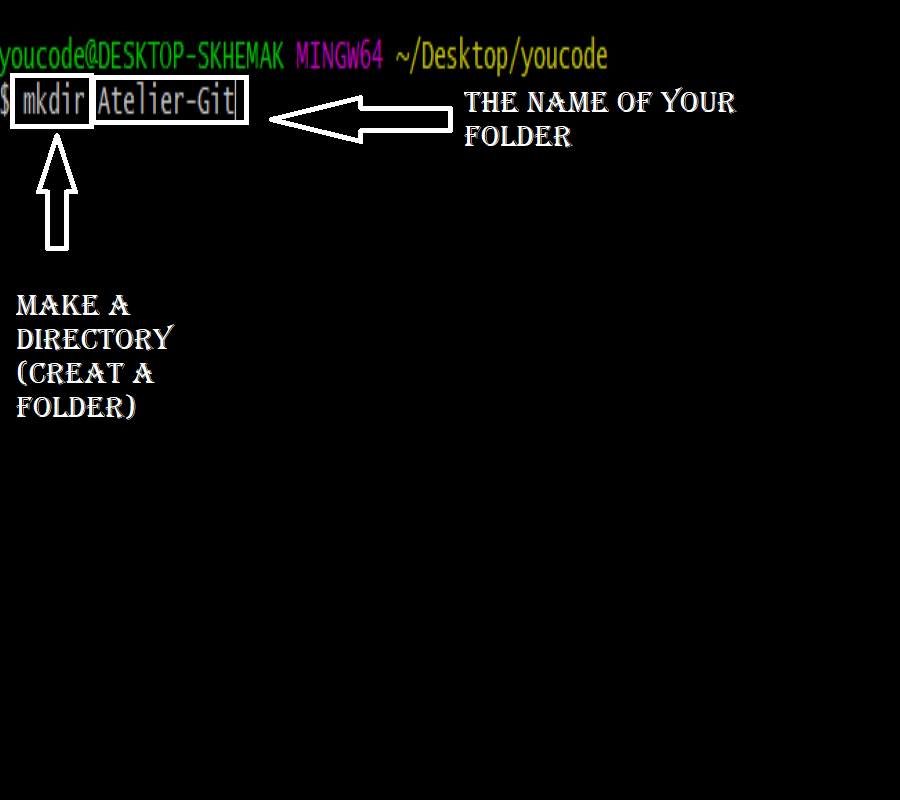 youcode@DESKTOP-SKHEMAK MINGW64 ~/Desktop/youcode
$ mkdir Atelier-Git
THE NAME OF YOUR
FOLDER
MAKE A
DIRECTORY
(CREAT A
FOLDER)